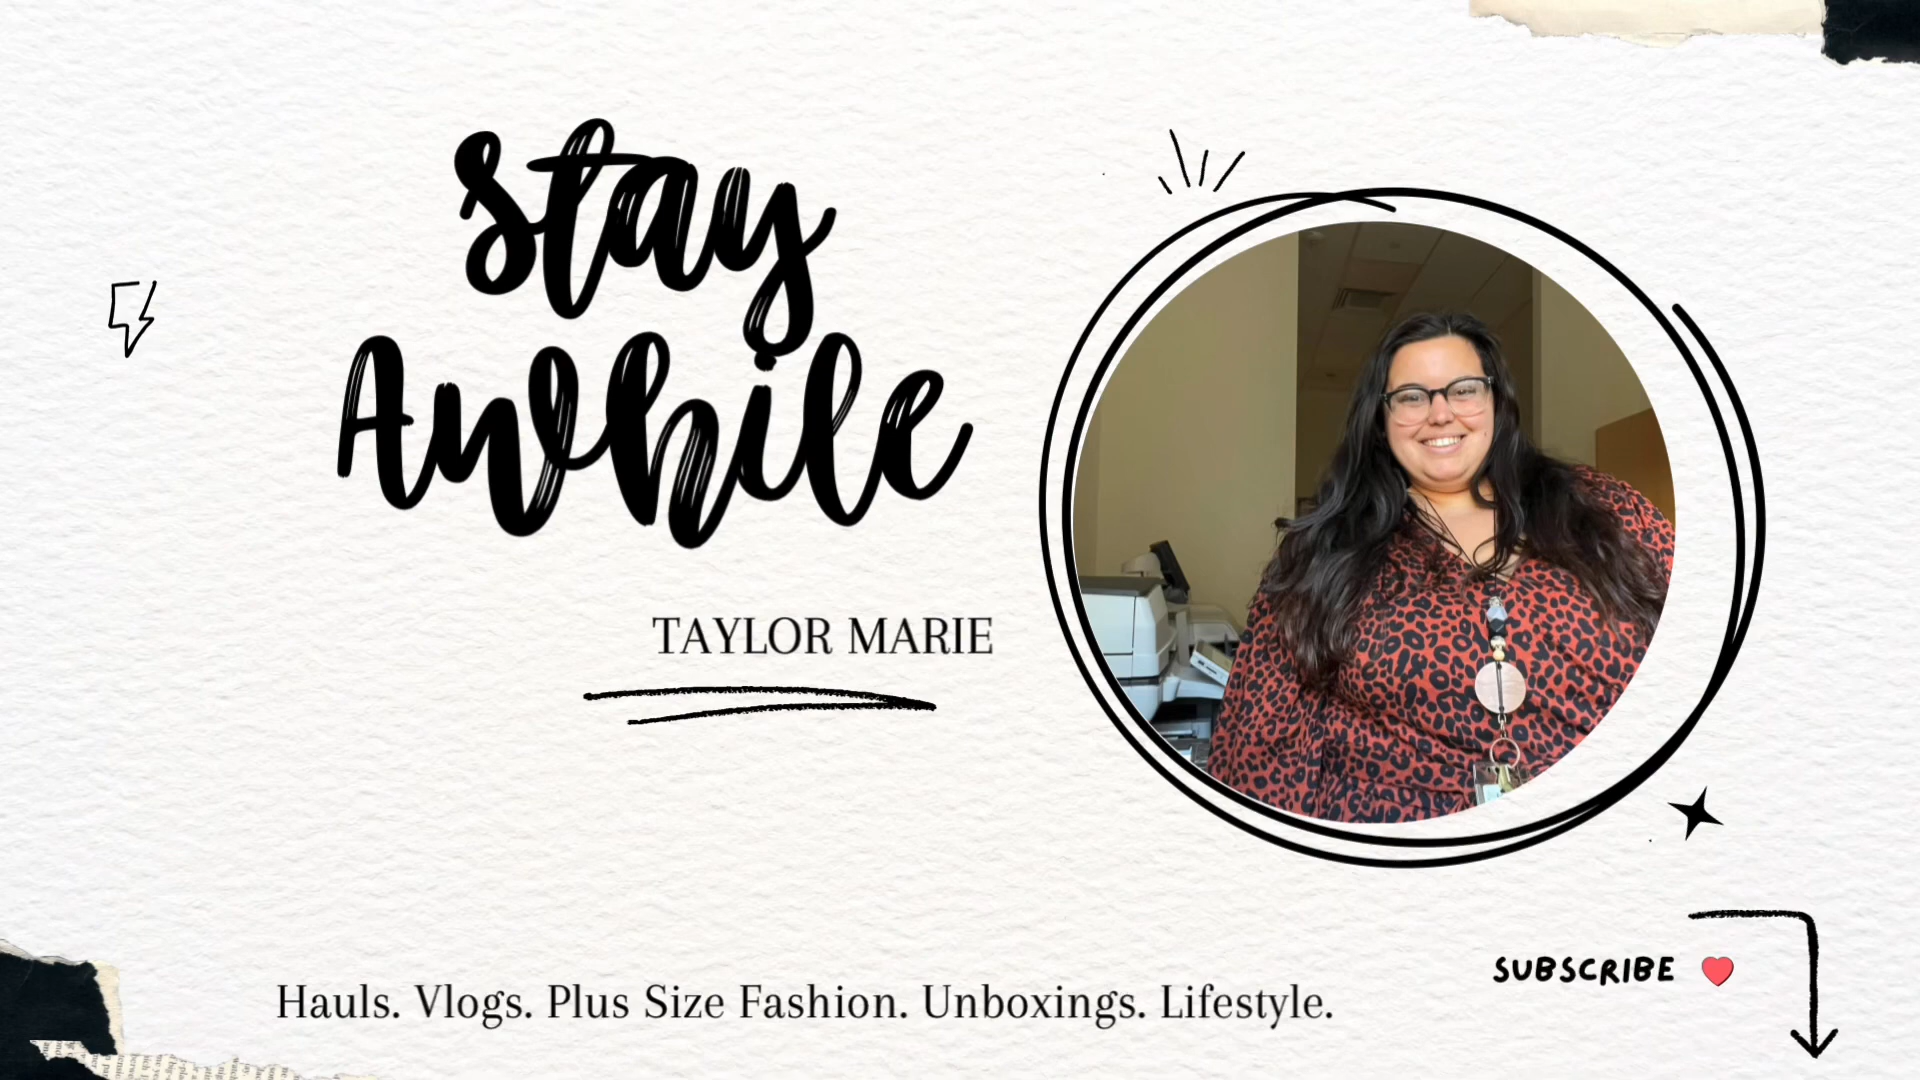 Stay
Awhile
TAYLOR MARIE
SUBSCRIBE
Hauls. Vlogs. Plus Size Fashion. Unboxings. Lifestyle.